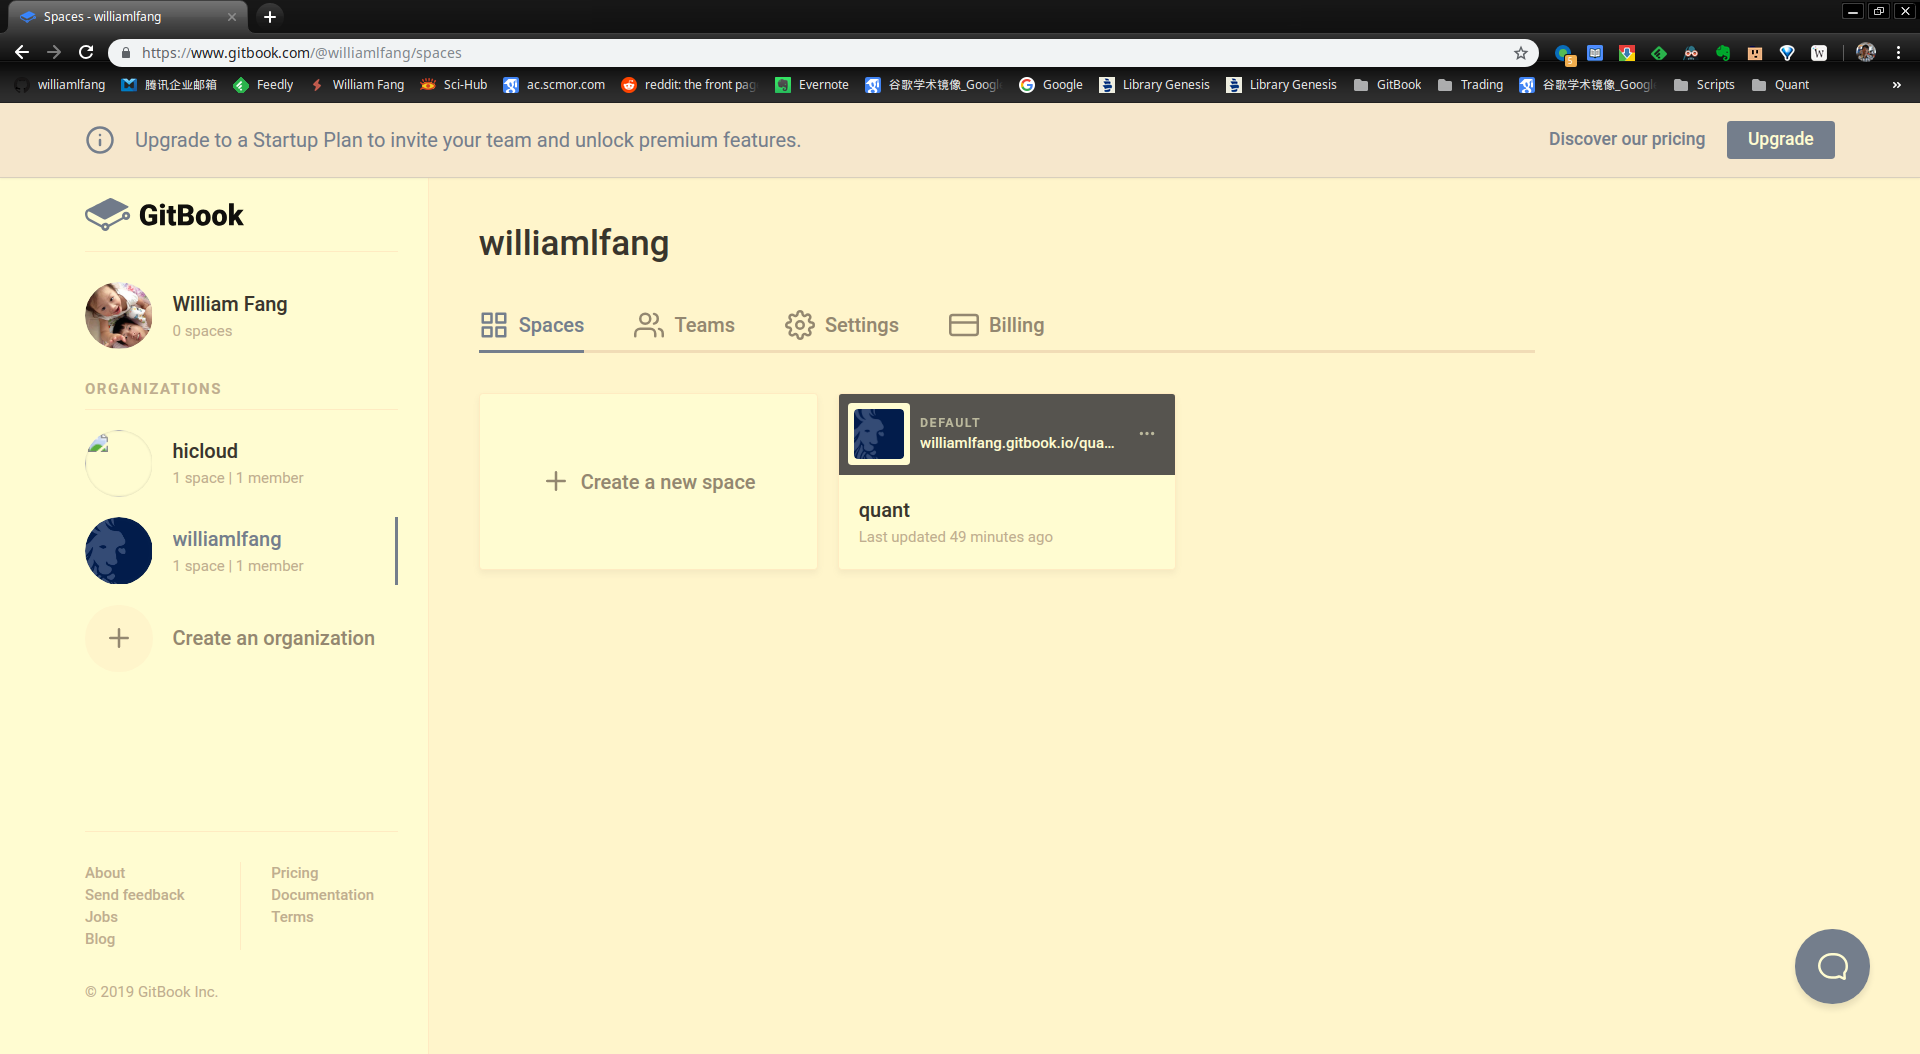 Spaces - williamlfang
https://www.gitbook.com/@williamlfang/spaces
5
williamlfang
腾讯企业邮箱
Feedly
William Fang
Sci-Hub
ac.scmor.com
reddit: the front pag
Evernote
谷歌学术镜像_Googl
Google
Library Genesis
Library Genesis
GitBook
Trading
谷歌学术镜像_Googl
Scripts
Quant
»
Upgrade to a Startup Plan to invite your team and unlock premium features.
Discover our pricing
Upgrade
GitBook
William Fang
0 spaces
ORGANIZATIONS
hicloud
1 space | 1 member
williamlfang
1 space | 1 member
Create an organization
About
Send feedback
Jobs
Blog
Pricing
Documentation
Terms
© 2019 GitBook Inc.
williamlfang
Spaces
Teams
Settings
Billing
Create a new space
DEFAULT
williamlfang.gitbook.io/qua...
quant
Last updated 49 minutes ago